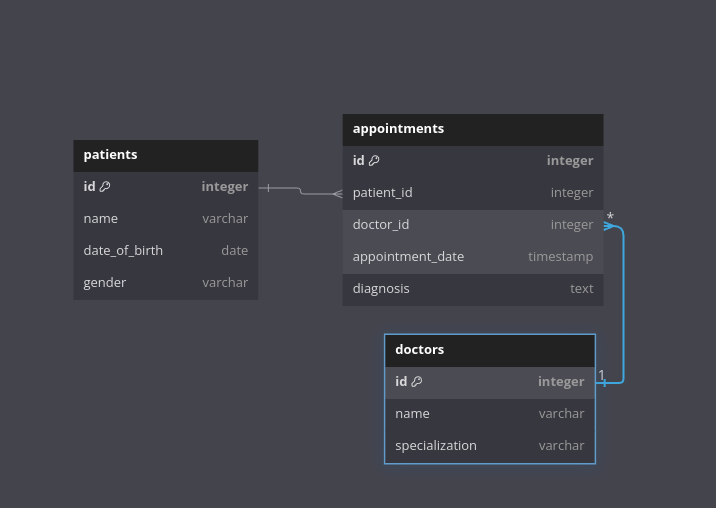 patients
id integer
name varchar
date_of_birth date
gender varchar
appointments
id integer
patient_id integer
doctor_id integer
*
appointment_date timestamp
diagnosis text
doctors
id integer
1
name varchar
specialization varchar